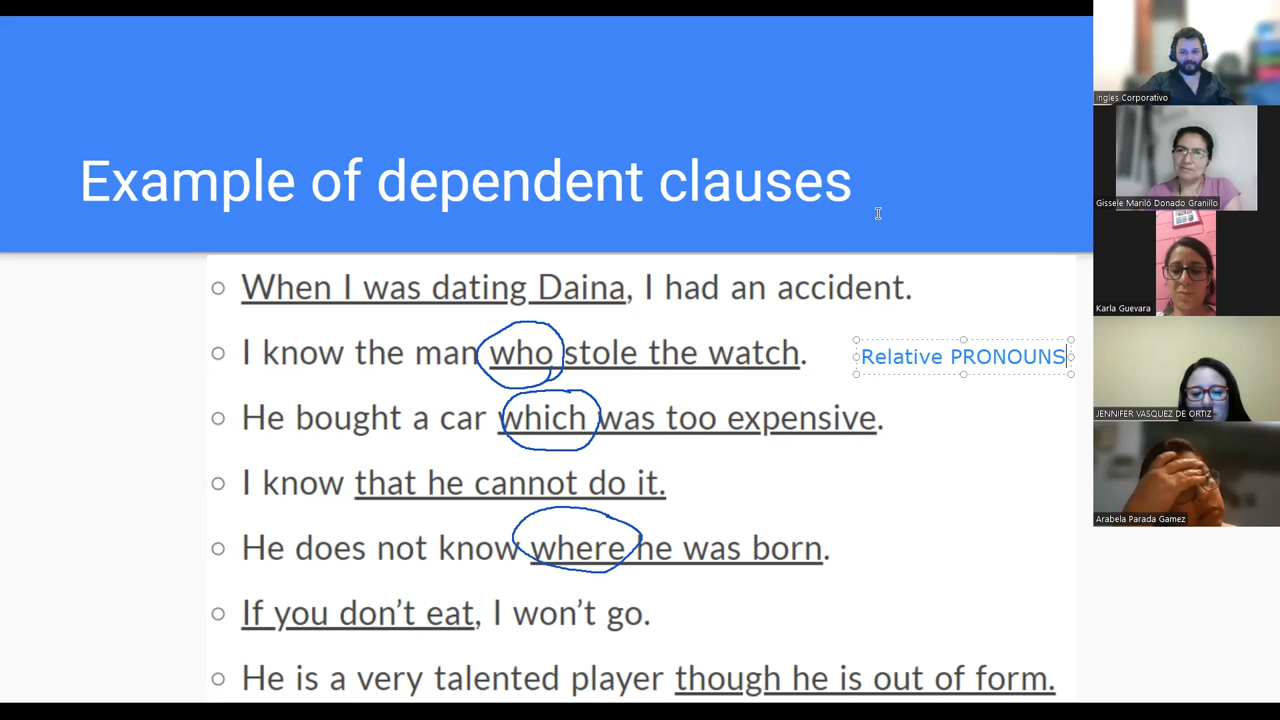 Example of dependent clauses
When I was dating Daina, I had an accident.
I know the man who stole the watch.
Relative PRONOUNS
He bought a car which was too expensive.
I know that he cannot do it.
He does not know where he was born.
If you don't eat, I won't go.
He is a very talented player though he is out of form.
Ingles Corporativo
Gissele Mariló Donado Granillo
Karla Guevara
JENNIFER VASQUEZ DE ORTIZ
Arabela Parada Gamez